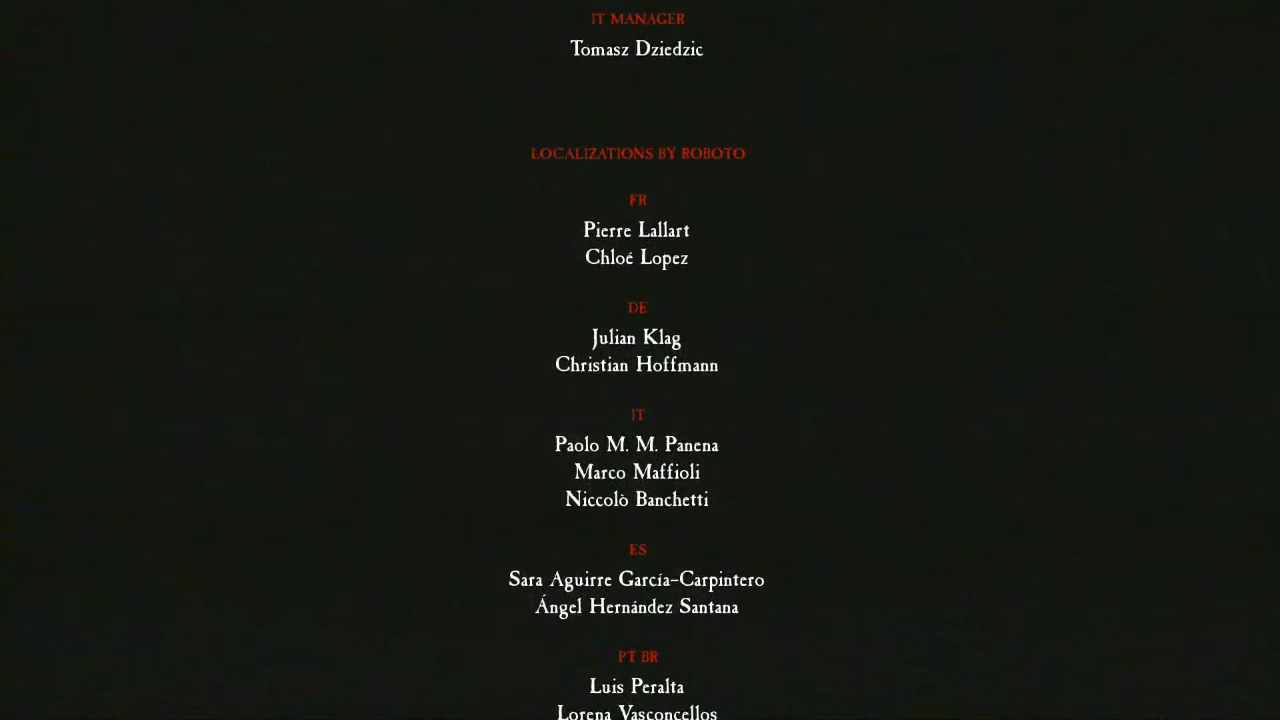 IT MANAGER
Tomasz Dziedzic
LOCALIZATIONS BY ROBOTO
FR
Pierre Lallart
Chloé Lopez
DE
Julian Klag
Christian Hoffmann
IT
Paolo M. M. Panena
Marco Maffioli
Niccolò Banchetti
ES
Sara Aguirre García-Carpintero
Ángel Hernández Santana
PT BR
Luis Peralta
Lorena Vasconcellos